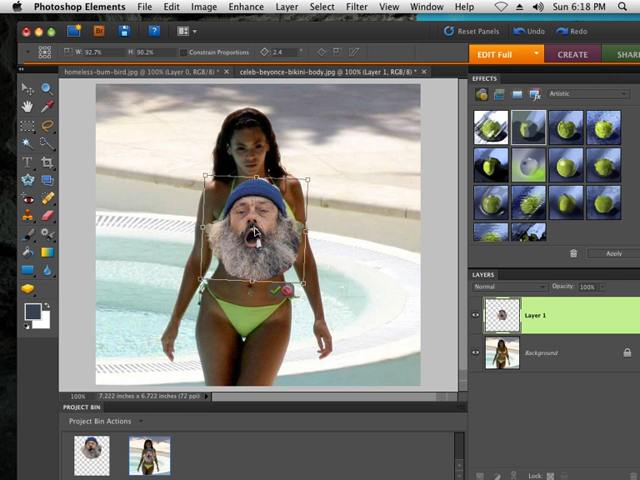 Photoshop Elements File Edit Image Enhance Layer Select Filter View Window Sun 6:18 PM
Reset Panels Undo Redo
W: 92.7% H: 90.2% Constrain Proportions 2.4
EDIT Full CREATE SHAR
homeless-bum-bird.jpg @ 100% (Layer 0, RGB/8) * celeb-beyonce-bikini-body.jpg @ 100% (Layer 1, RGB/8) *
EFFECTS
Artistic
Apply
LAYERS
Normal Opacity: 100%
Layer 1
Background
100% 7.222 inches x 6.722 inches (72 ppi)
PROJECT BIN
Project Bin Actions
Lock: